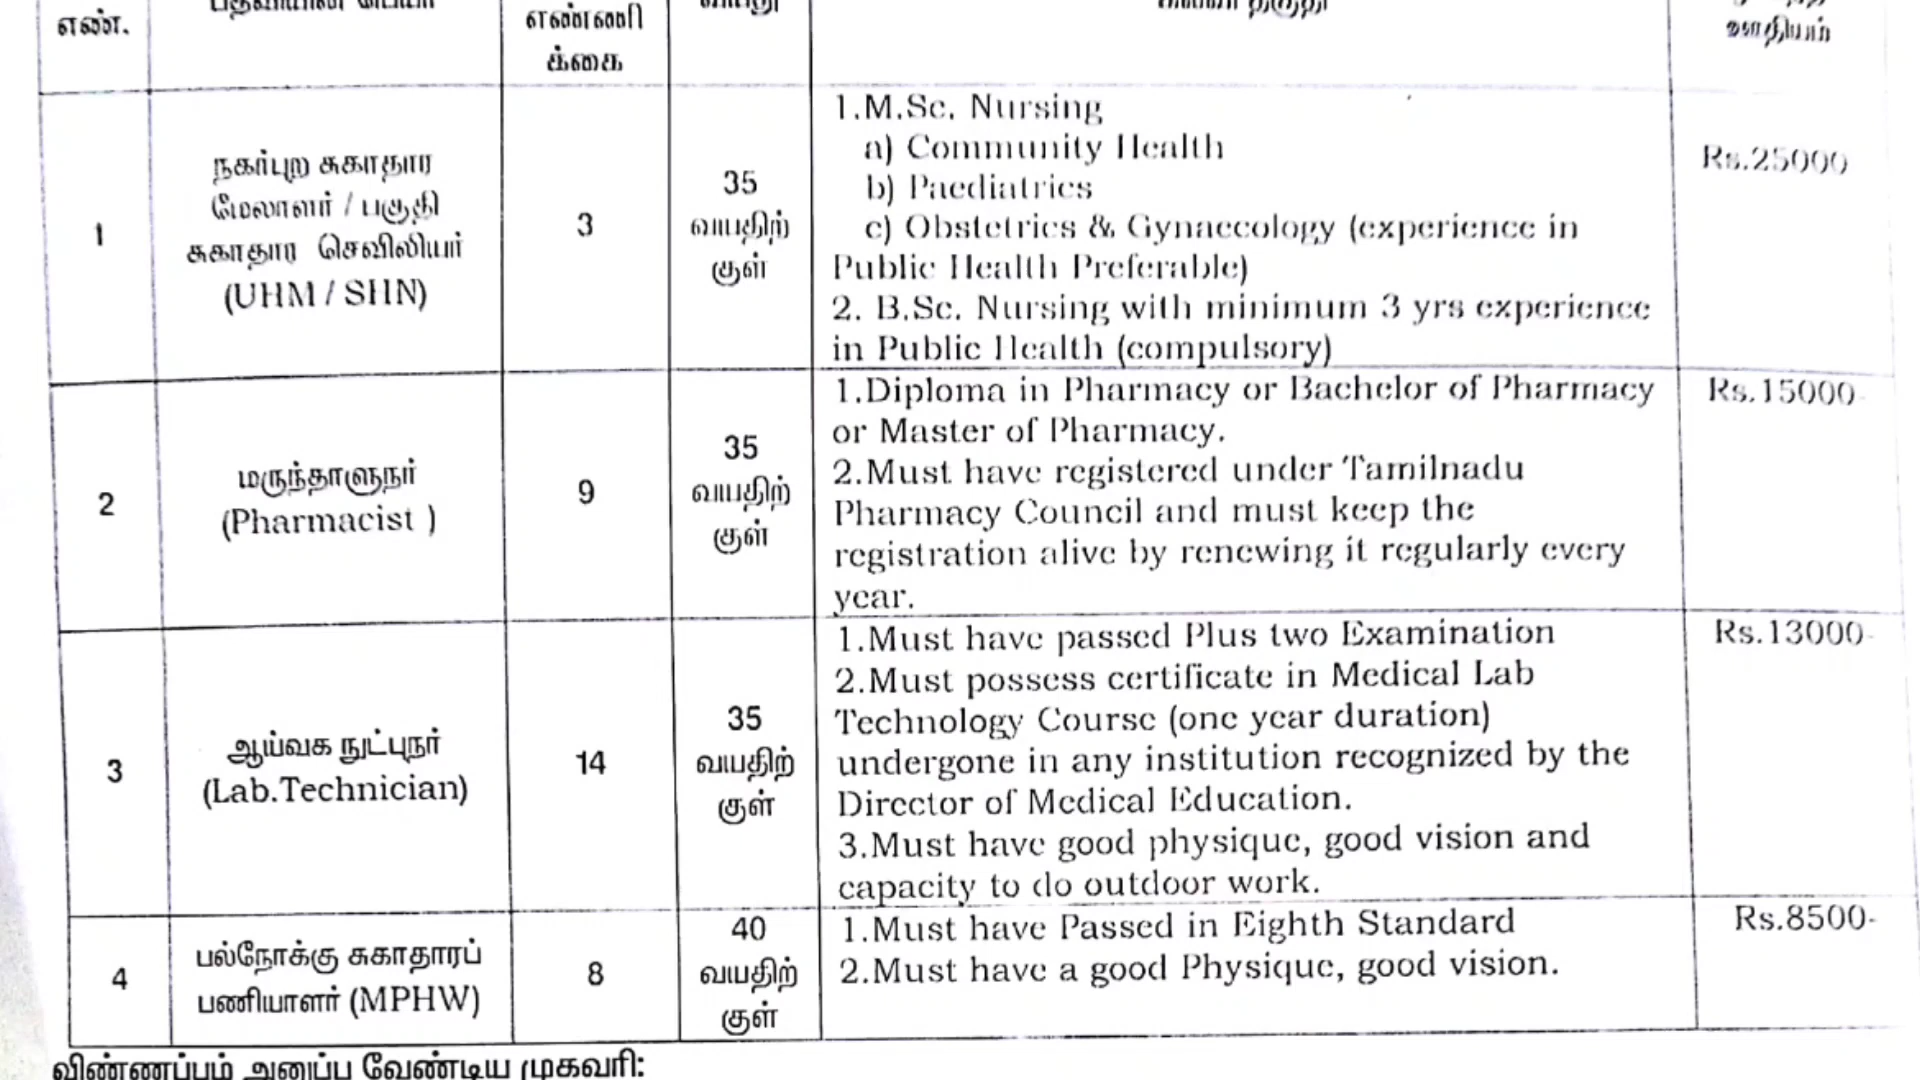 எண்.
பதவியின் பெயர்
எண்ணி
க்கை
வயது
கல்வி தகுதி
ஊதியம்
1
நகர்புற சுகாதார
மேலாளர் / பகுதி
சுகாதார செவிலியர்
(UHM / SHN)
3
35
வயதிற்
குள்
1.M.Sc. Nursing
a) Community Health
b) Paediatrics
c) Obstetrics & Gynaecology (experience in
Public Health Preferable)
2. B.Sc. Nursing with minimum 3 yrs experience
in Public Health (compulsory)
Rs.25000
2
மருந்தாளுநர்
(Pharmacist )
9
35
வயதிற்
குள்
1.Diploma in Pharmacy or Bachelor of Pharmacy
or Master of Pharmacy.
2.Must have registered under Tamilnadu
Pharmacy Council and must keep the
registration alive by renewing it regularly every
year.
Rs.15000-
3
ஆய்வக நுட்புநர்
(Lab.Technician)
14
35
வயதிற்
குள்
1.Must have passed Plus two Examination
2.Must possess certificate in Medical Lab
Technology Course (one year duration)
undergone in any institution recognized by the
Director of Medical Education.
3.Must have good physique, good vision and
capacity to do outdoor work.
Rs.13000-
4
பல்நோக்கு சுகாதாரப்
பணியாளர் (MPHW)
8
40
வயதிற்
குள்
1.Must have Passed in Eighth Standard
2.Must have a good Physique, good vision.
Rs.8500-
விண்ணப்பம் அனுப்ப வேண்டிய முகவரி: